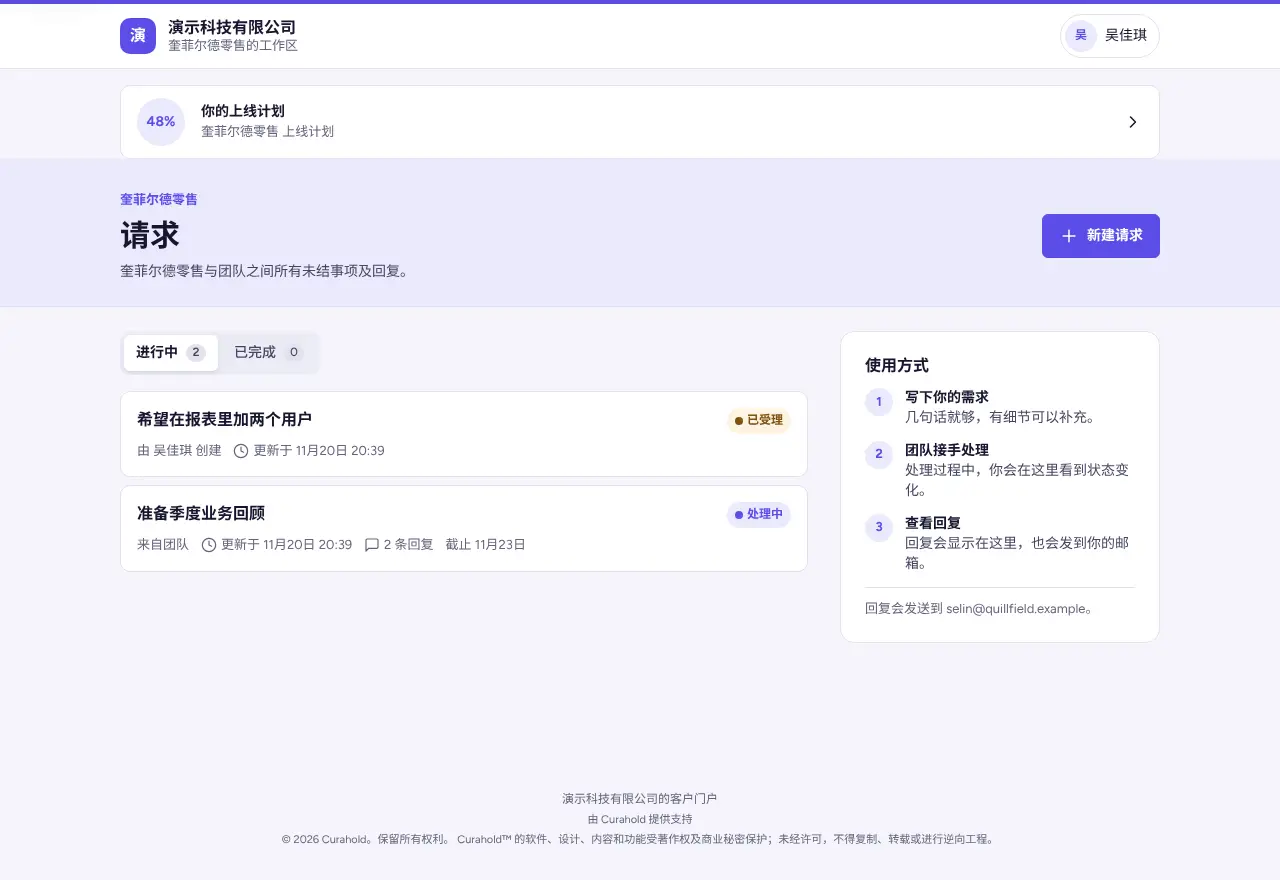 演
演示科技有限公司
奎菲尔德零售的工作区
吴
吴佳琪
48%
你的上线计划
奎菲尔德零售 上线计划
奎菲尔德零售
请求
奎菲尔德零售与团队之间所有未结事项及回复。
新建请求
进行中 2
已完成 0
希望在报表里加两个用户
已受理
由 吴佳琪 创建 更新于 11月20日 20:39
准备季度业务回顾
处理中
来自团队 更新于 11月20日 20:39 2 条回复 截止 11月23日
使用方式
1
写下你的需求
几句话就够，有细节可以补充。
2
团队接手处理
处理过程中，你会在这里看到状态变
化。
3
查看回复
回复会显示在这里，也会发到你的邮
箱。
回复会发送到 selin@quillfield.example。
演示科技有限公司的客户门户
由 Curahold 提供支持
© 2026 Curahold。保留所有权利。 Curahold™ 的软件、设计、内容和功能受著作权及商业秘密保护；未经许可，不得复制、转载或进行逆向工程。